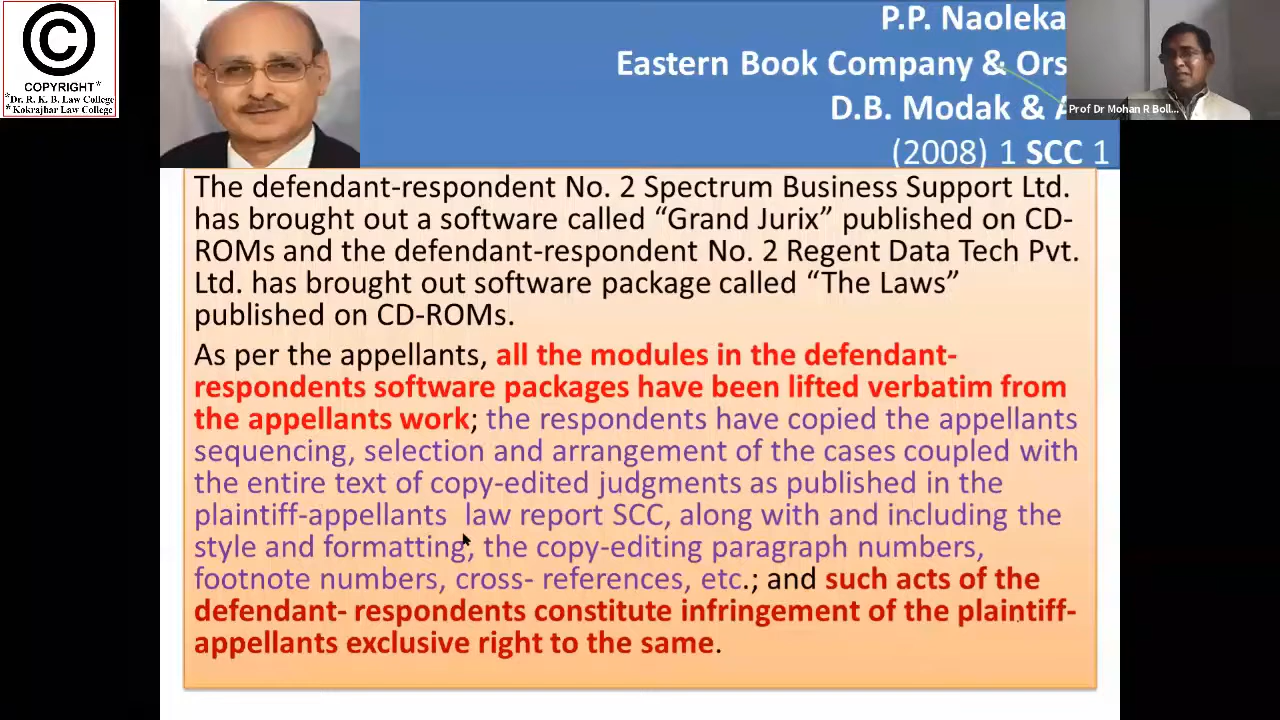 ©
COPYRIGHT*
*Dr. R. K. B. Law College
*Kokrajhar Law College
P.P. Naoleka
Eastern Book Company & Ors
D.B. Modak &
(2008) 1 SCC 1
Prof Dr Mohan R Boll...
The defendant-respondent No. 2 Spectrum Business Support Ltd.
has brought out a software called “Grand Jurix” published on CD-
ROMs and the defendant-respondent No. 2 Regent Data Tech Pvt.
Ltd. has brought out software package called “The Laws”
published on CD-ROMs.
As per the appellants, all the modules in the defendant-
respondents software packages have been lifted verbatim from
the appellants work; the respondents have copied the appellants
sequencing, selection and arrangement of the cases coupled with
the entire text of copy-edited judgments as published in the
plaintiff-appellants law report SCC, along with and including the
style and formatting, the copy-editing paragraph numbers,
footnote numbers, cross- references, etc.; and such acts of the
defendant- respondents constitute infringement of the plaintiff-
appellants exclusive right to the same.